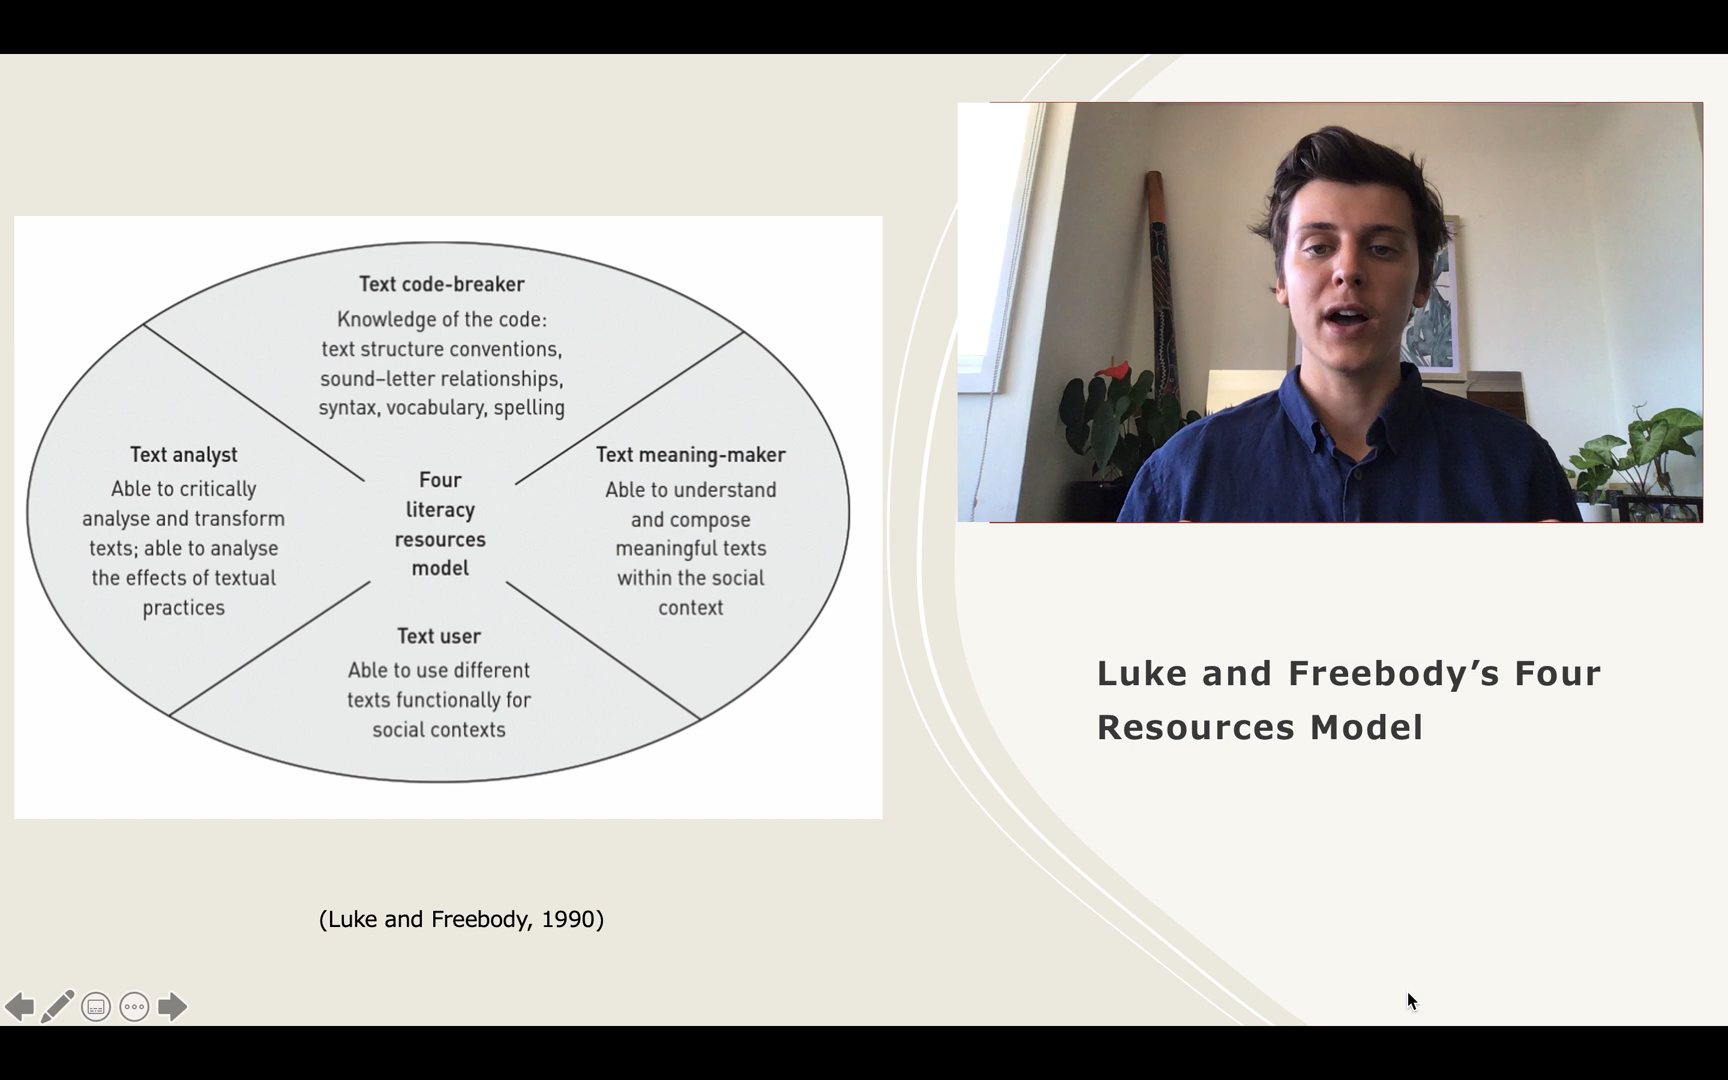 Text code-breaker
Knowledge of the code:
text structure conventions,
sound–letter relationships,
syntax, vocabulary, spelling
Text analyst
Able to critically
analyse and transform
texts; able to analyse
the effects of textual
practices
Four
literacy
resources
model
Text meaning-maker
Able to understand
and compose
meaningful texts
within the social
context
Text user
Able to use different
texts functionally for
social contexts
(Luke and Freebody, 1990)
Luke and Freebody’s Four
Resources Model